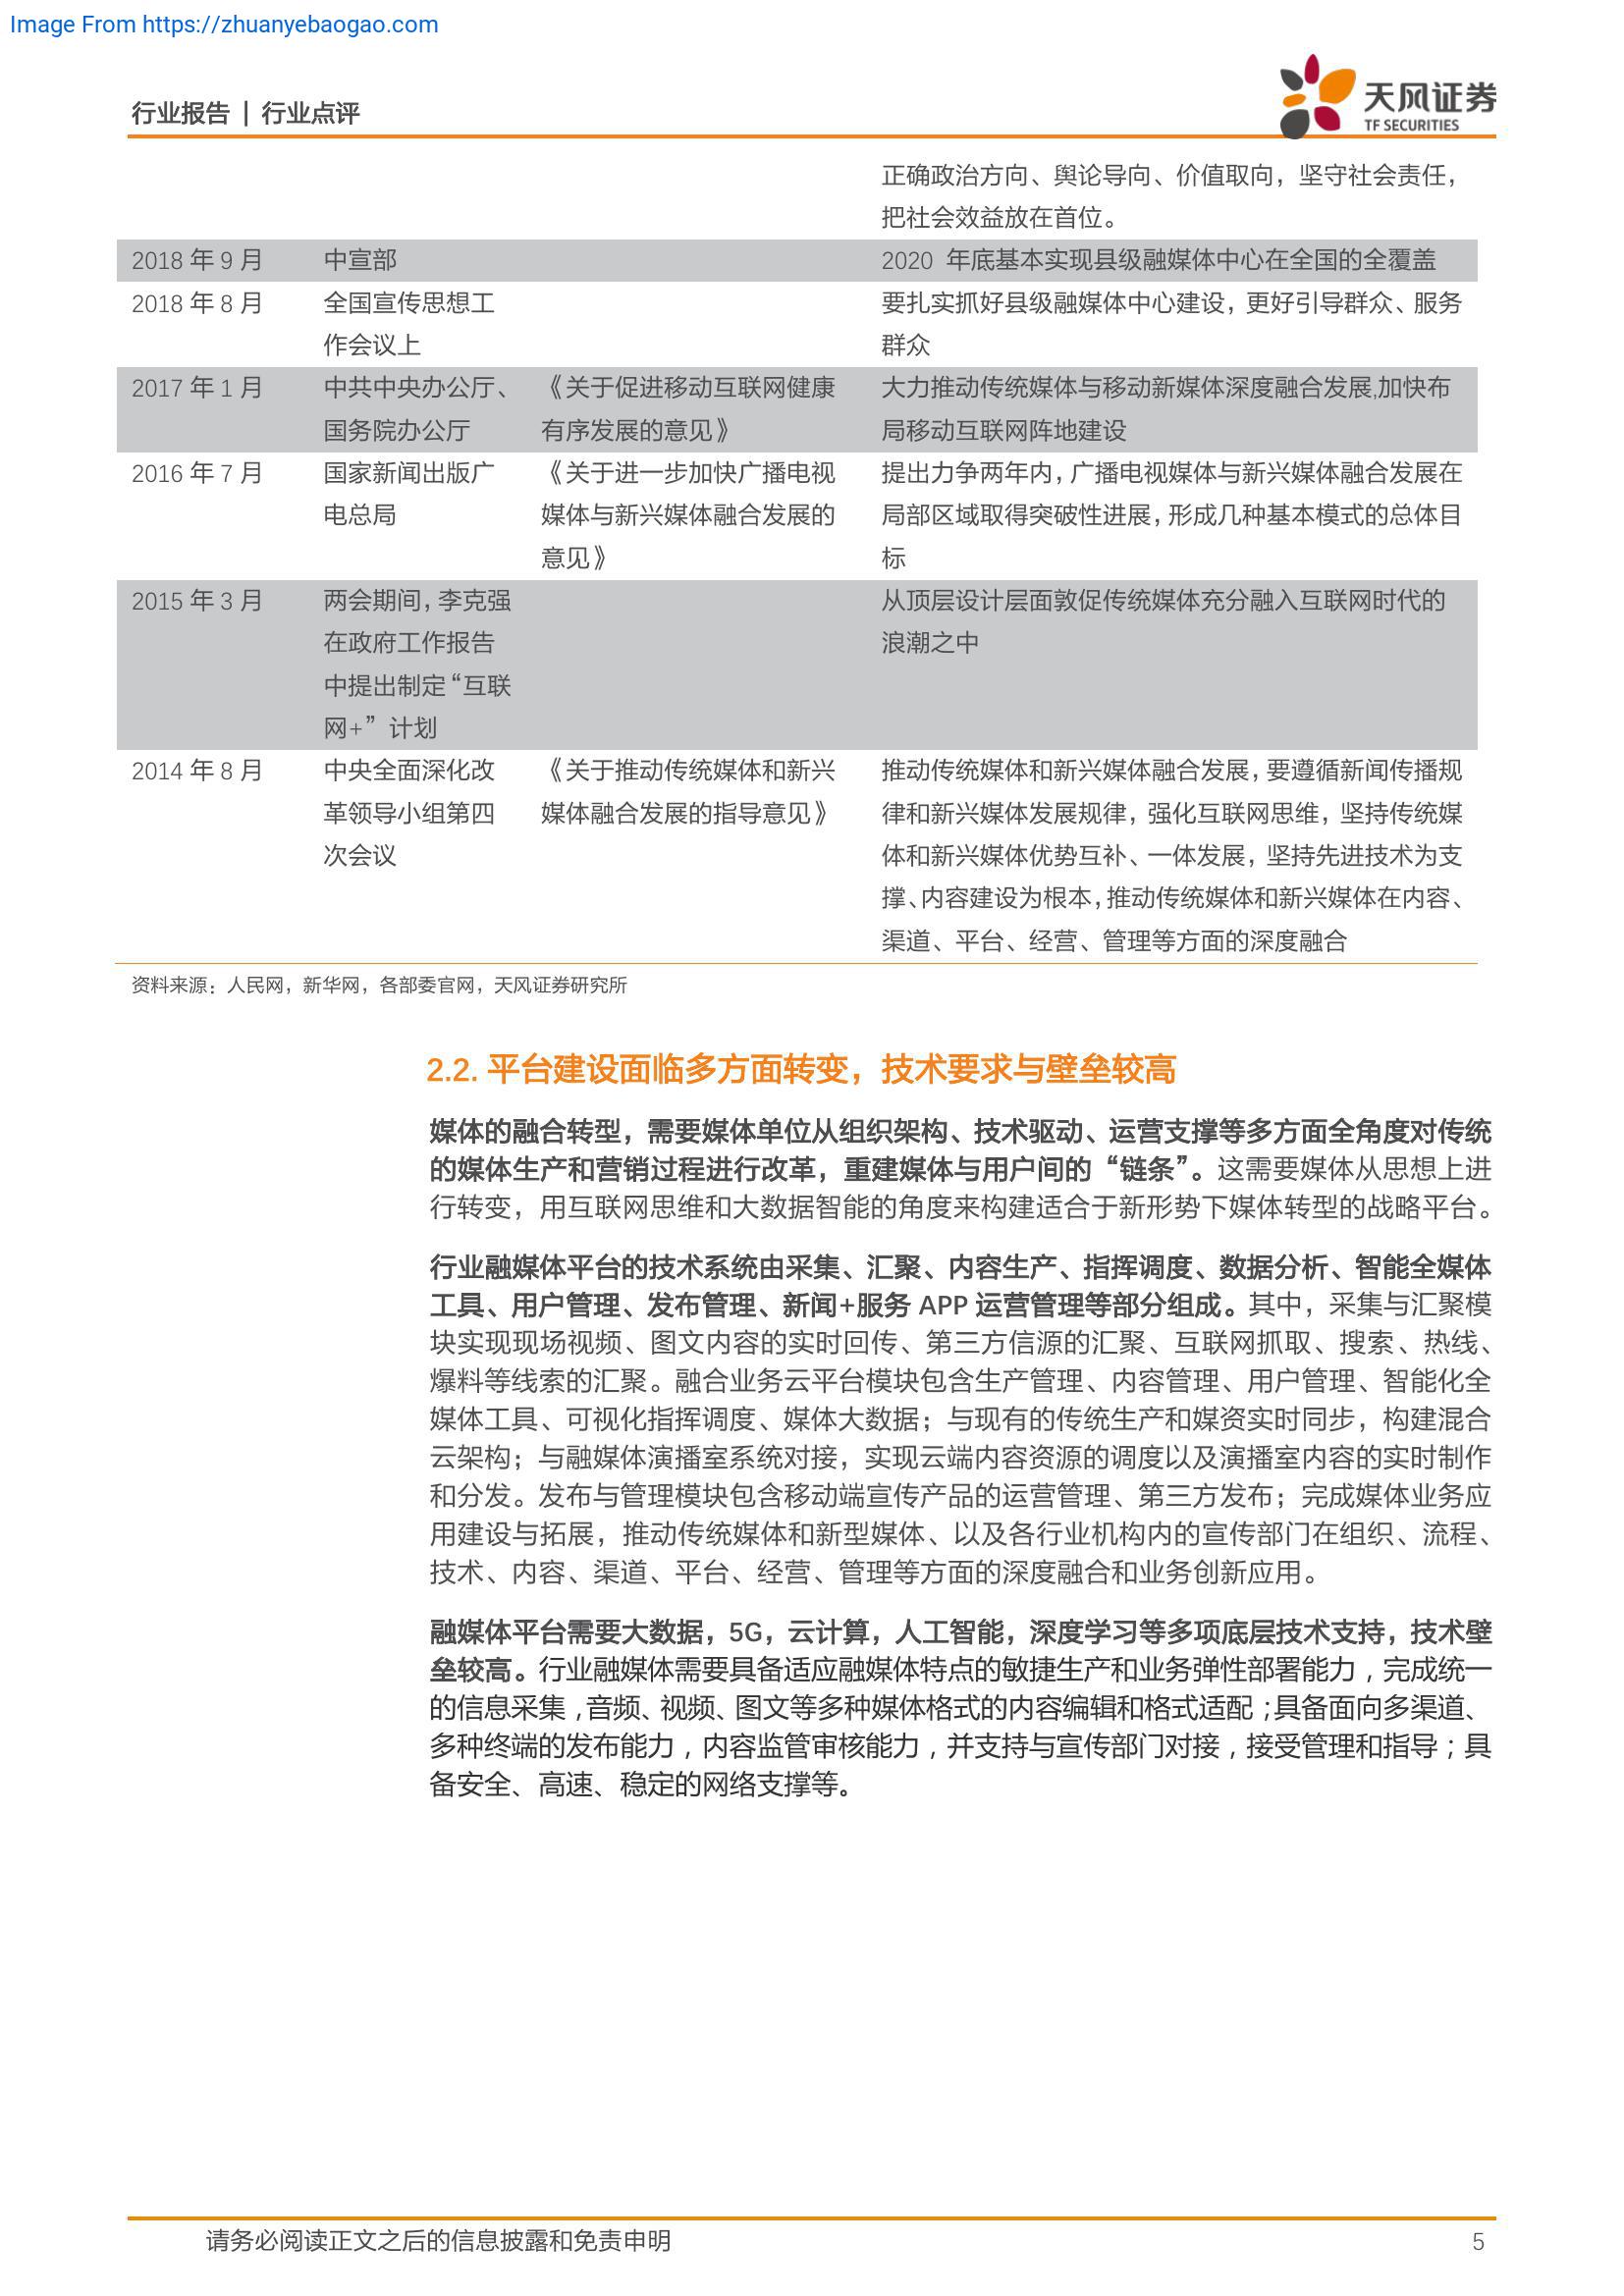 Image From https://zhuanyebaogao.com
行业报告 | 行业点评
天风证券
TF SECURITIES
正确政治方向、舆论导向、价值取向，坚守社会责任，
把社会效益放在首位。
2018 年 9 月 中宣部 2020 年底基本实现县级融媒体中心在全国的全覆盖
2018 年 8 月 全国宣传思想工 要扎实抓好县级融媒体中心建设，更好引导群众、服务
作会议上 群众
2017 年 1 月 中共中央办公厅、 《关于促进移动互联网健康 大力推动传统媒体与移动新媒体深度融合发展,加快布
国务院办公厅 有序发展的意见》 局移动互联网阵地建设
2016 年 7 月 国家新闻出版广 《关于进一步加快广播电视 提出力争两年内，广播电视媒体与新兴媒体融合发展在
电总局 媒体与新兴媒体融合发展的 局部区域取得突破性进展，形成几种基本模式的总体目
意见》 标
2015 年 3 月 两会期间，李克强 从顶层设计层面敦促传统媒体充分融入互联网时代的
在政府工作报告 浪潮之中
中提出制定“互联
网+”计划
2014 年 8 月 中央全面深化改 《关于推动传统媒体和新兴 推动传统媒体和新兴媒体融合发展，要遵循新闻传播规
革领导小组第四 媒体融合发展的指导意见》 律和新兴媒体发展规律，强化互联网思维，坚持传统媒
次会议 体和新兴媒体优势互补、一体发展，坚持先进技术为支
撑、内容建设为根本，推动传统媒体和新兴媒体在内容、
渠道、平台、经营、管理等方面的深度融合
资料来源：人民网，新华网，各部委官网，天风证券研究所
2.2. 平台建设面临多方面转变，技术要求与壁垒较高
媒体的融合转型，需要媒体单位从组织架构、技术驱动、运营支撑等多方面全角度对传统
的媒体生产和营销过程进行改革，重建媒体与用户间的“链条”。这需要媒体从思想上进
行转变，用互联网思维和大数据智能的角度来构建适合于新形势下媒体转型的战略平台。
行业融媒体平台的技术系统由采集、汇聚、内容生产、指挥调度、数据分析、智能全媒体
工具、用户管理、发布管理、新闻+服务 APP 运营管理等部分组成。其中，采集与汇聚模
块实现现场视频、图文内容的实时回传、第三方信源的汇聚、互联网抓取、搜索、热线、
爆料等线索的汇聚。融合业务云平台模块包含生产管理、内容管理、用户管理、智能化全
媒体工具、可视化指挥调度、媒体大数据；与现有的传统生产和媒资实时同步，构建混合
云架构；与融媒体演播室系统对接，实现云端内容资源的调度以及演播室内容的实时制作
和分发。发布与管理模块包含移动端宣传产品的运营管理、第三方发布；完成媒体业务应
用建设与拓展，推动传统媒体和新型媒体、以及各行业机构内的宣传部门在组织、流程、
技术、内容、渠道、平台、经营、管理等方面的深度融合和业务创新应用。
融媒体平台需要大数据，5G，云计算，人工智能，深度学习等多项底层技术支持，技术壁
垒较高。行业融媒体需要具备适应融媒体特点的敏捷生产和业务弹性部署能力，完成统一
的信息采集，音频、视频、图文等多种媒体格式的内容编辑和格式适配；具备面向多渠道、
多种终端的发布能力，内容监管审核能力，并支持与宣传部门对接，接受管理和指导；具
备安全、高速、稳定的网络支撑等。
请务必阅读正文之后的信息披露和免责申明 5